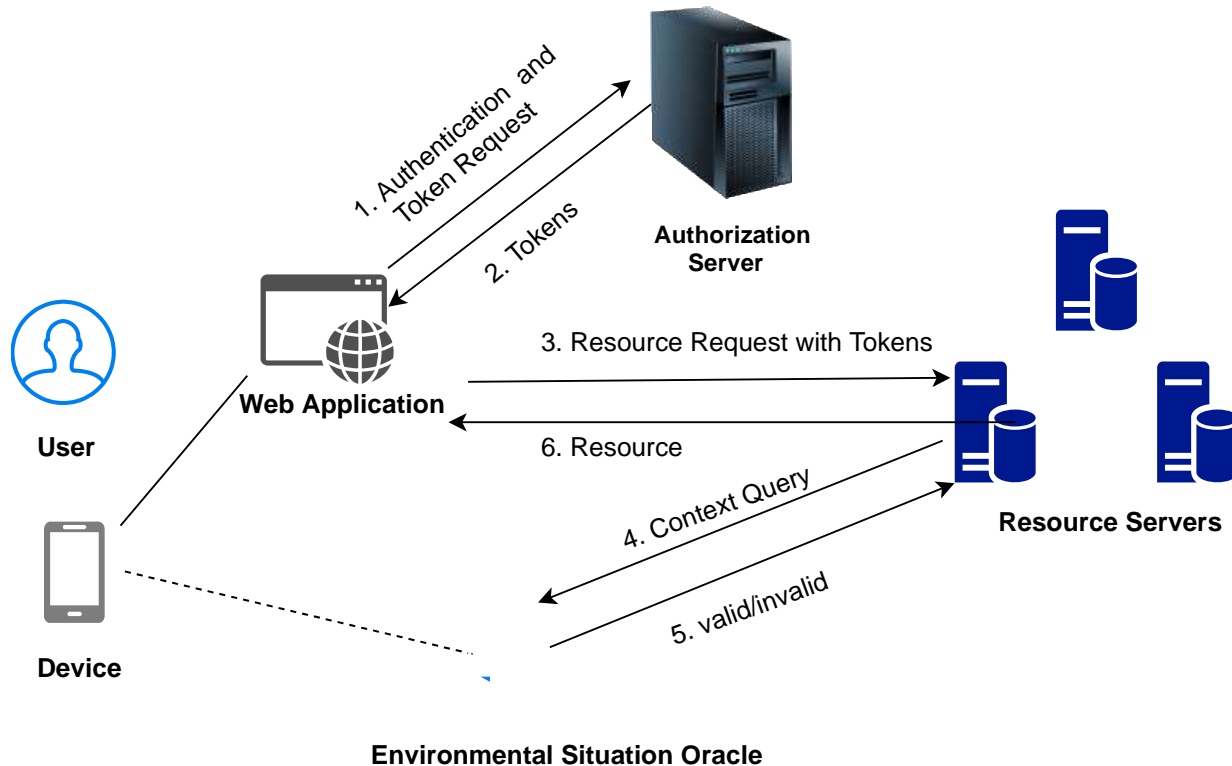 1. Authentication and
Token Request
2. Tokens
Authorization
Server
3. Resource Request with Tokens
Web Application
User
6. Resource
4. Context Query
Resource Servers
5. valid/invalid
Device
Environmental Situation Oracle